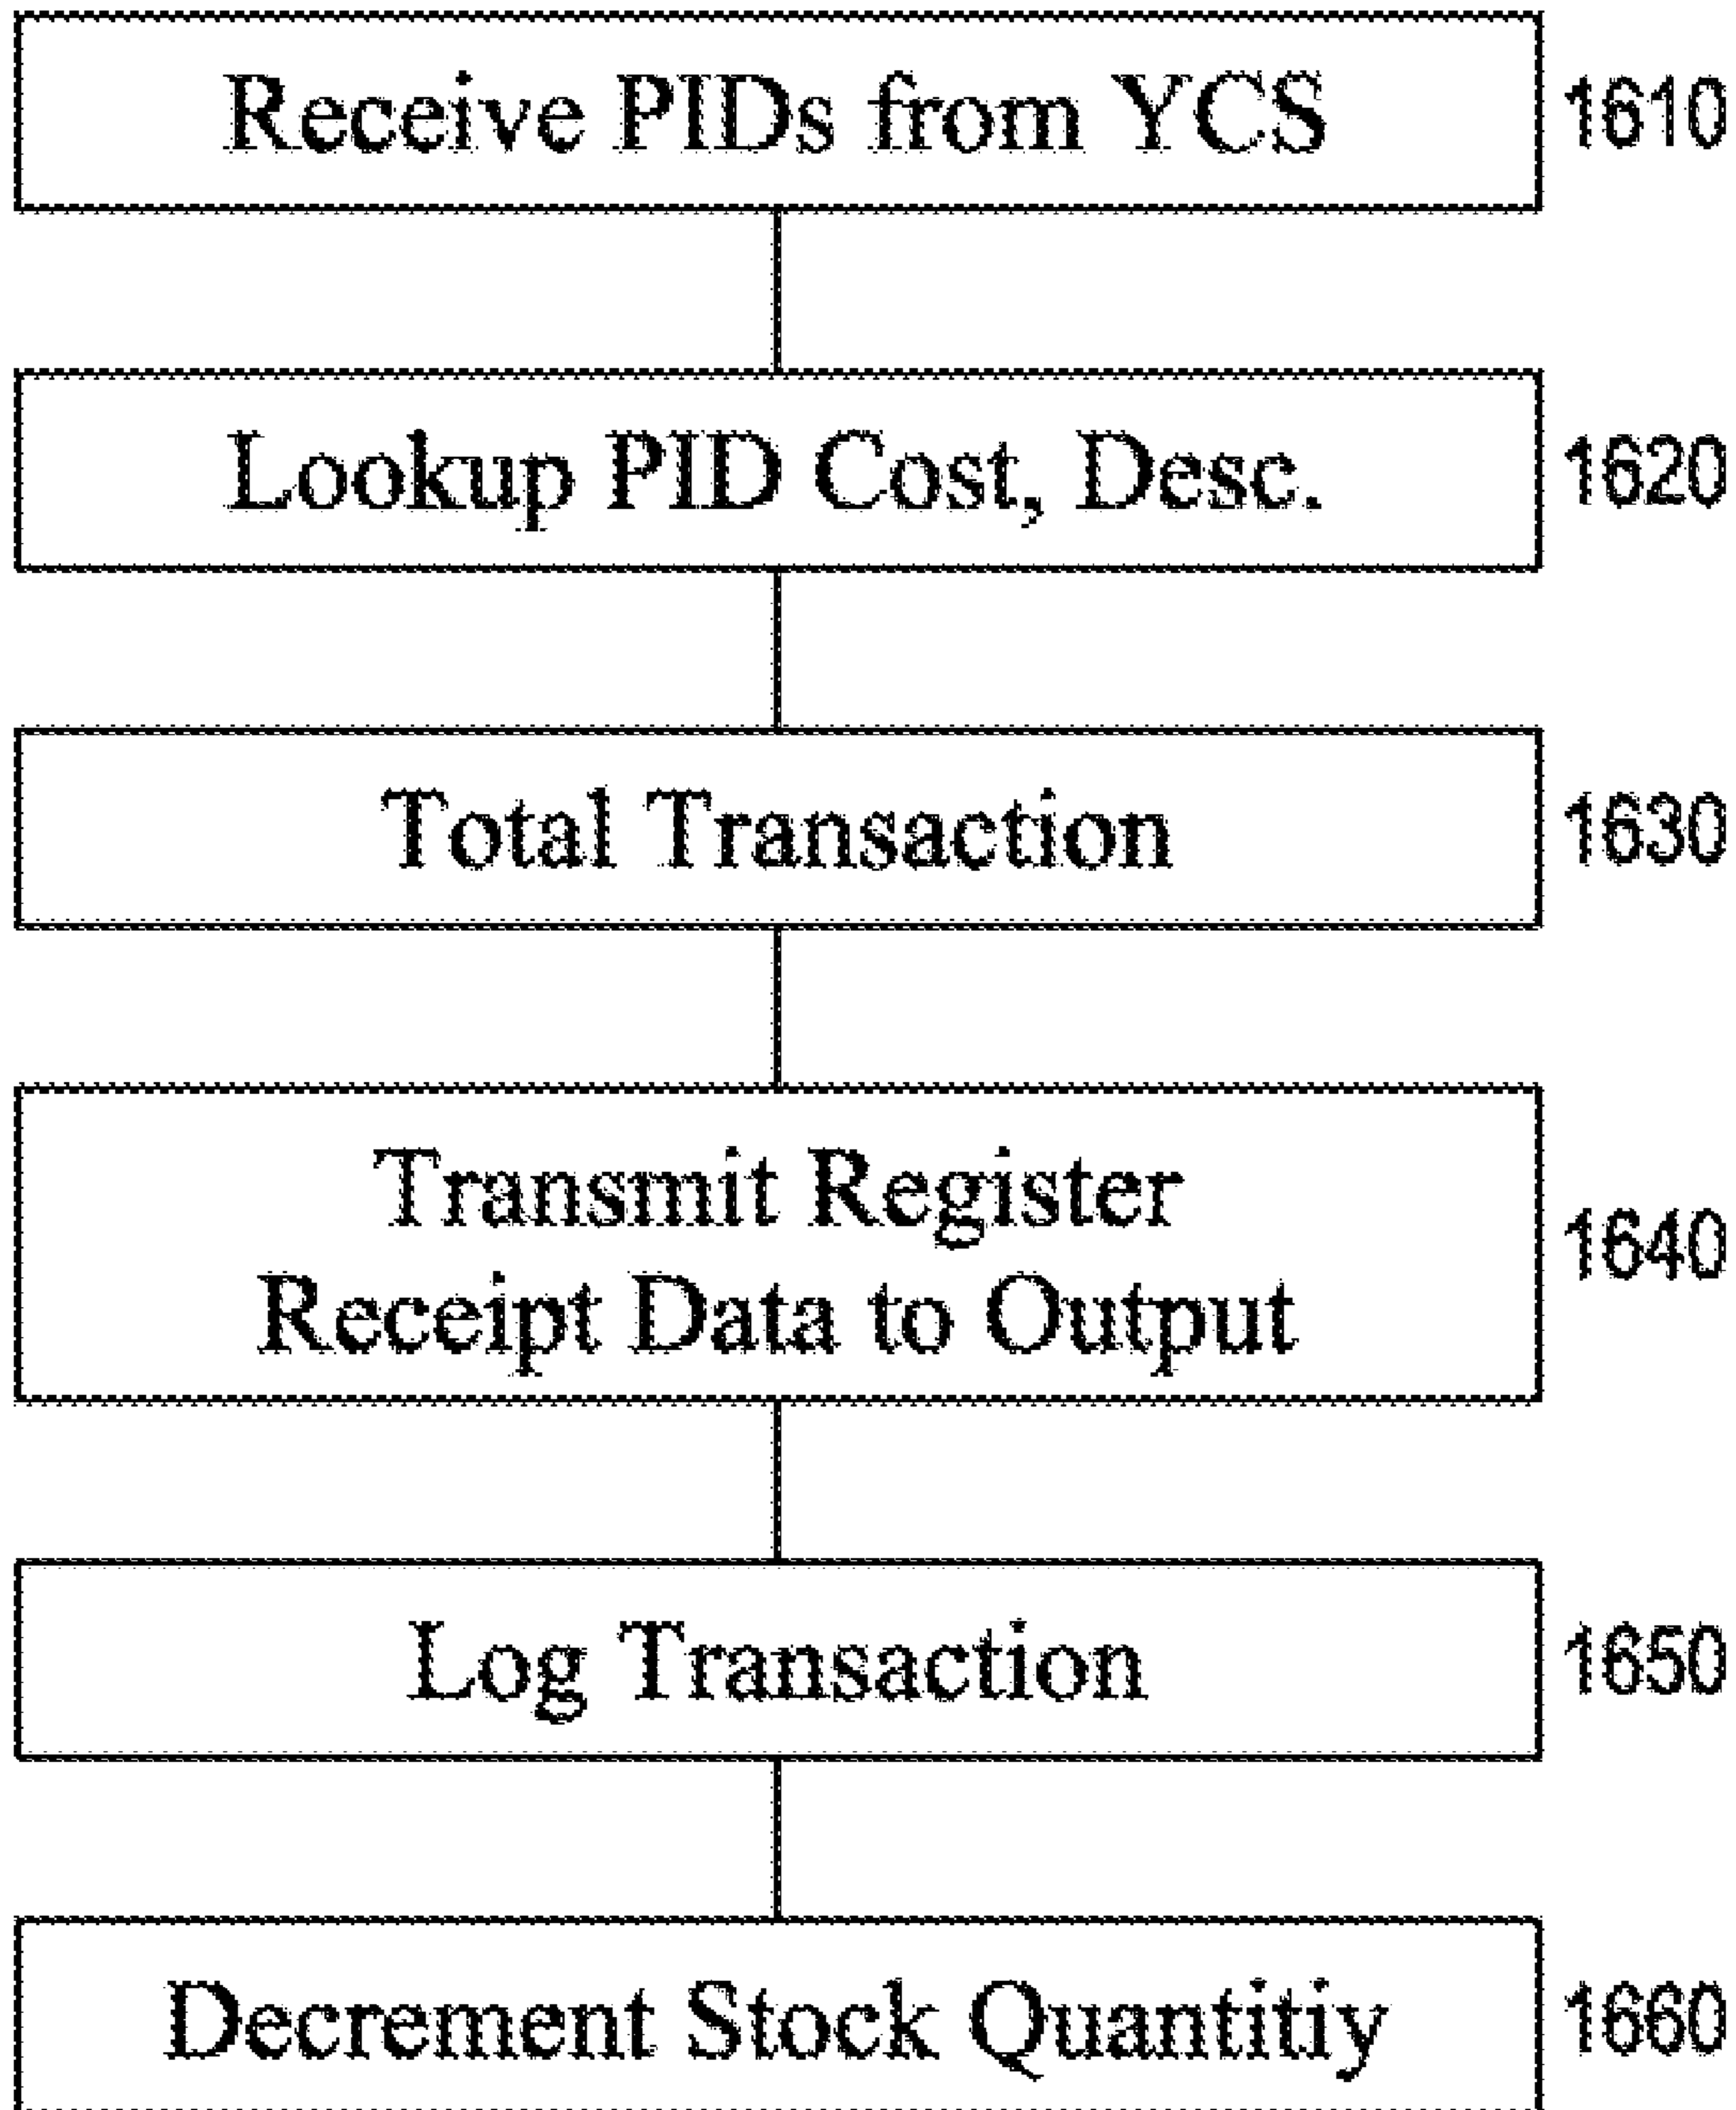 Receive PIDs from YCS 1610
Lookup PID Cost, Desc. 1620
Total Transaction 1630
Transmit Register
Receipt Data to Output 1640
Log Transaction 1650
Decrement Stock Quantitiy 1660